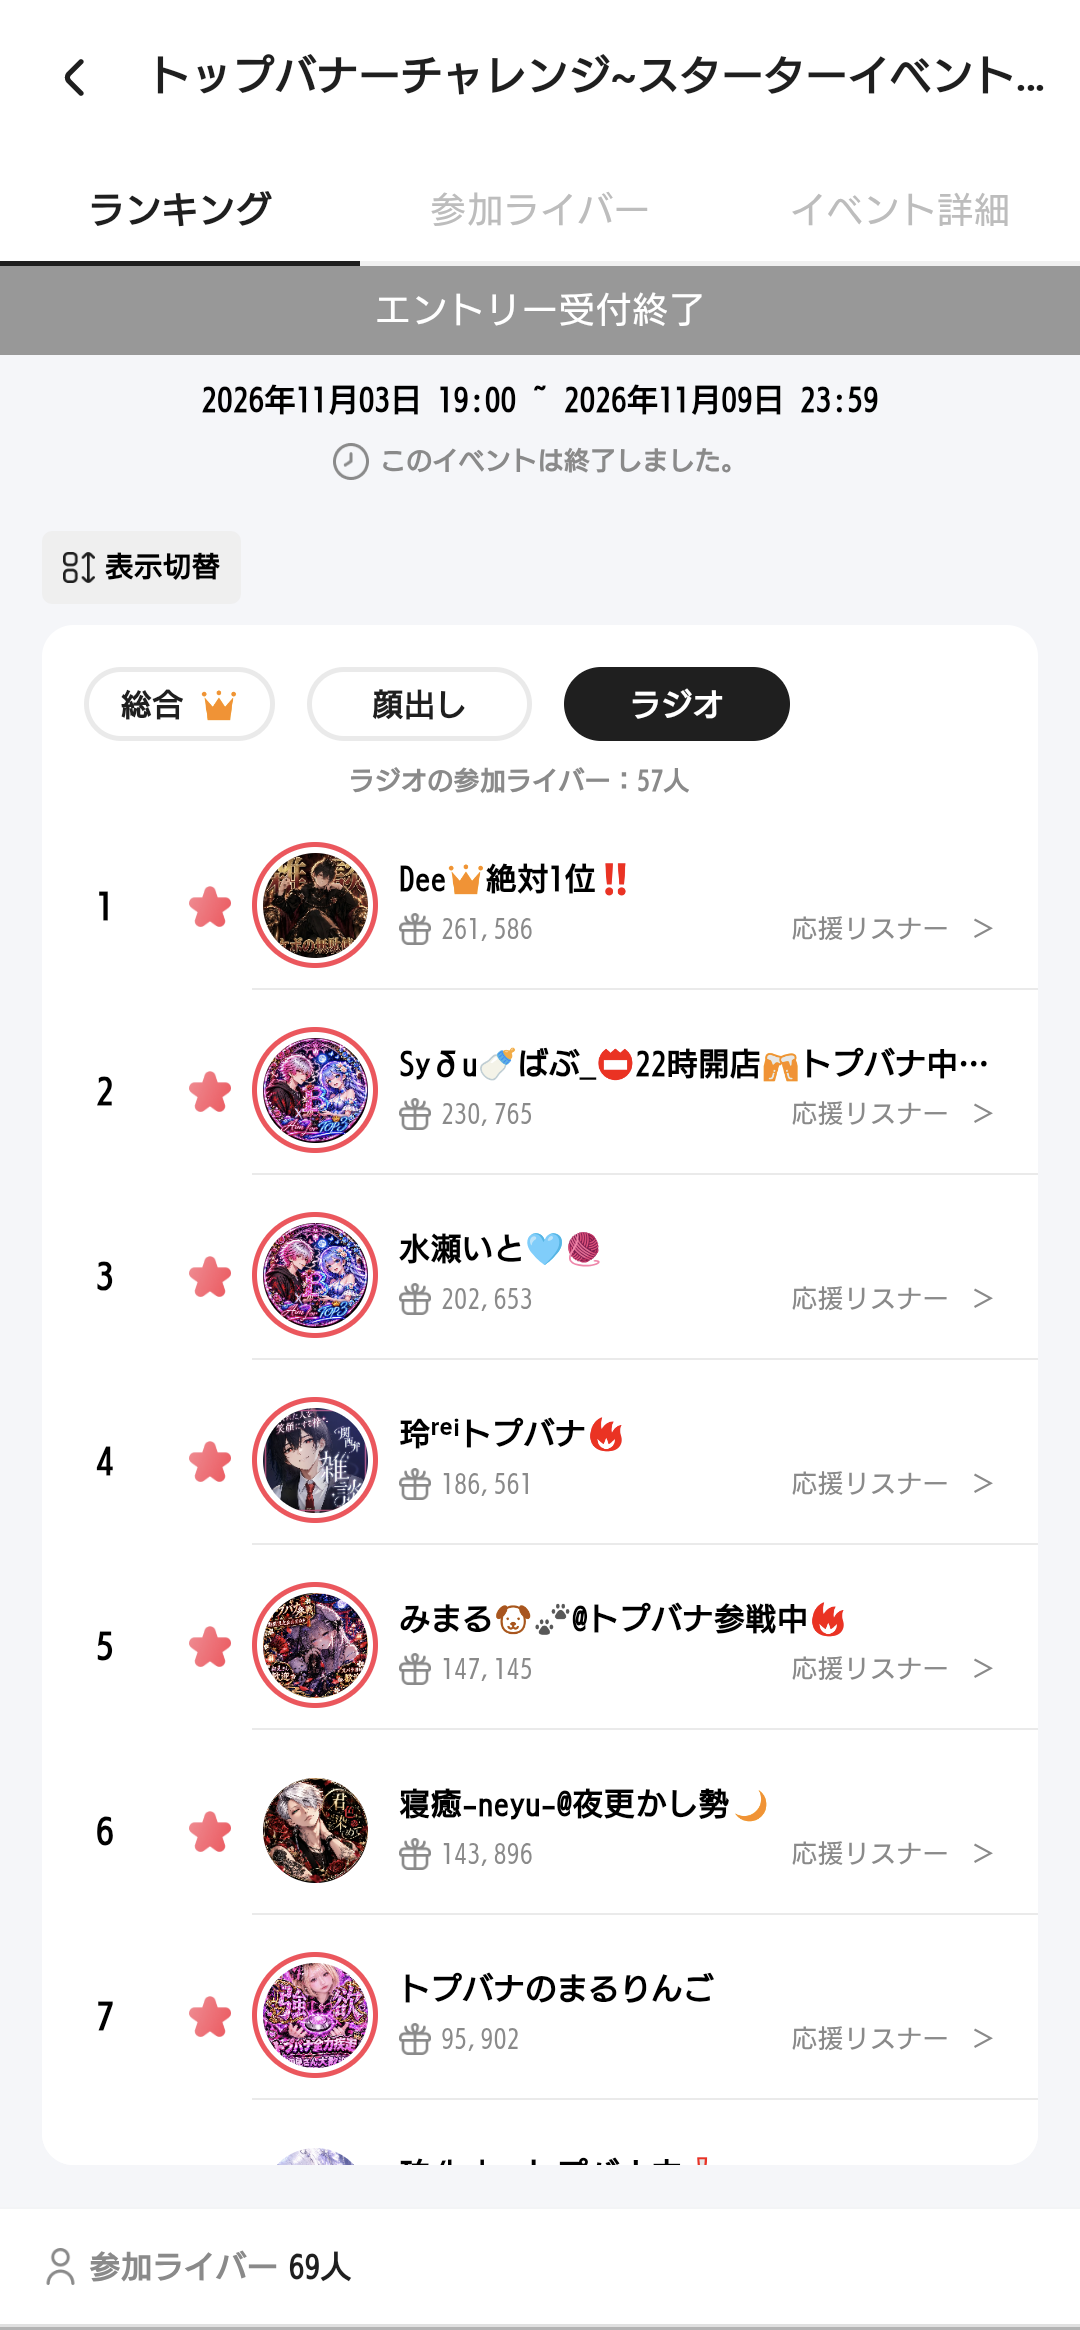 トップバナーチャレンジ~スターターイベント...
ランキング
参加ライバー
イベント詳細
エントリー受付終了
2026年11月03日 19:00 ~ 2026年11月09日 23:59
このイベントは終了しました。
表示切替
総合
顔出し
ラジオ
ラジオの参加ライバー：57人
1
Dee👑絶対1位‼️
261,586
応援リスナー >
2
Syðu🍼ばぶ_📛22時開店🍻トプバナ中…
230,765
応援リスナー >
3
水瀬いと🩵🧶
202,653
応援リスナー >
4
玲ʳᵉⁱトプバナ🔥
186,561
応援リスナー >
雑談
5
みまる🐶🐾@トプバナ参戦中🔥
147,145
応援リスナー >
6
寝癒-neyu-@夜更かし勢🌙
143,896
応援リスナー >
7
トプバナのまるりんご
95,902
応援リスナー >
参加ライバー 69人